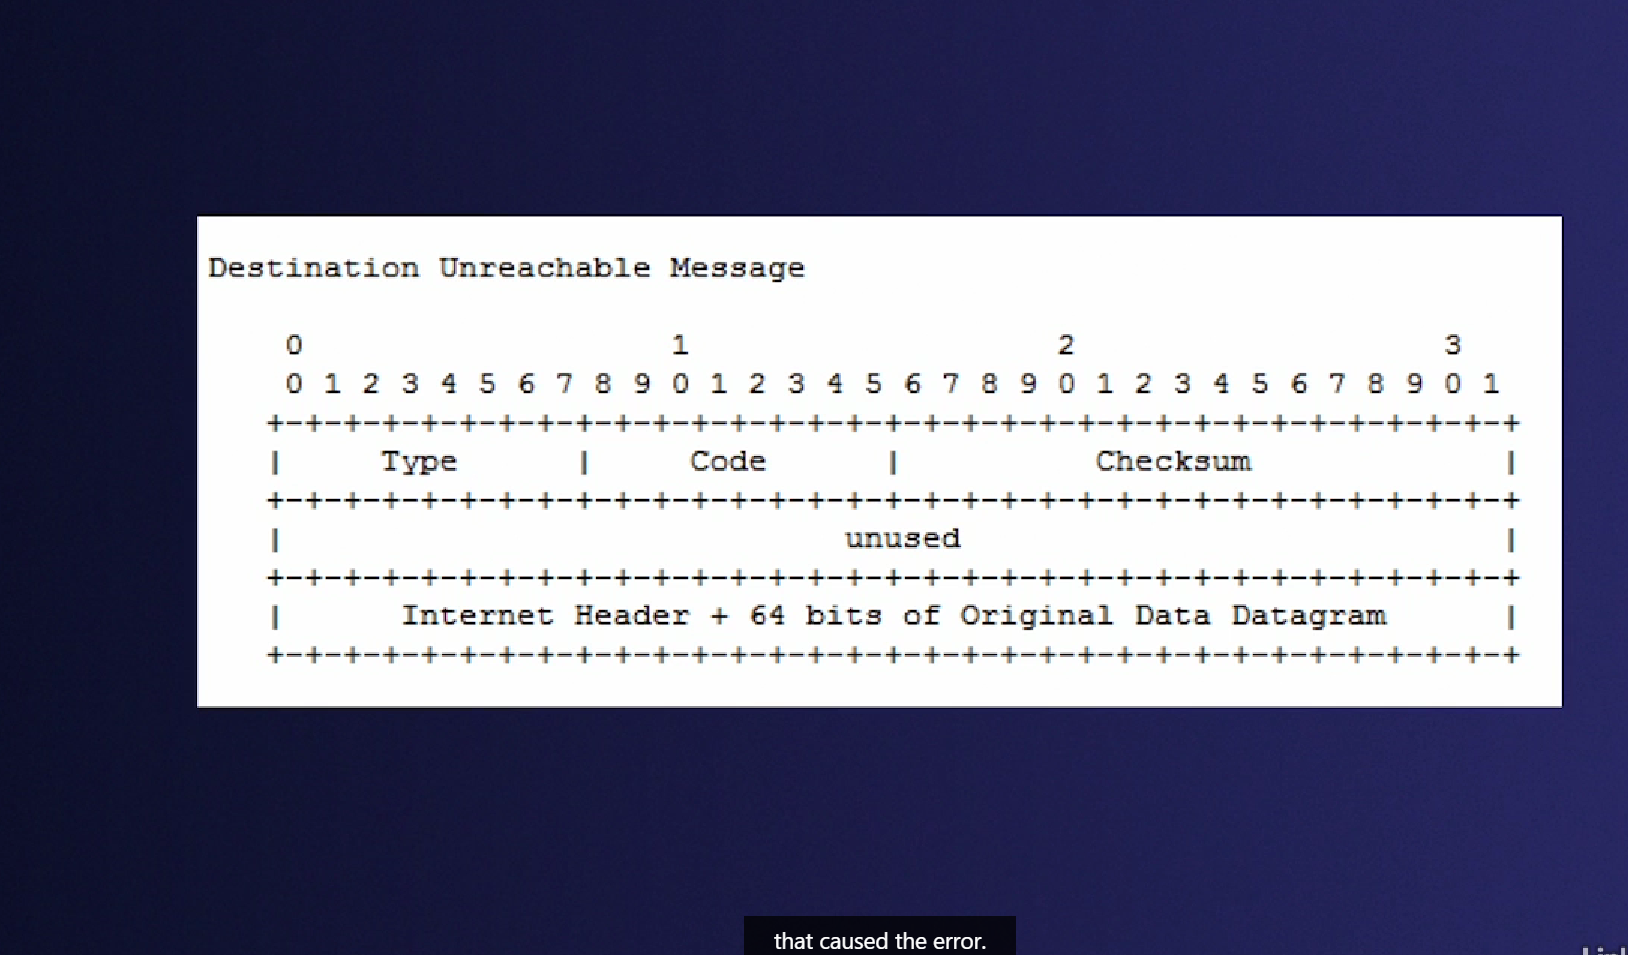 Destination Unreachable Message
0 1 2 3
0 1 2 3 4 5 6 7 8 9 0 1 2 3 4 5 6 7 8 9 0 1 2 3 4 5 6 7 8 9 0 1
+-+-+-+-+-+-+-+-+-+-+-+-+-+-+-+-+-+-+-+-+-+-+-+-+-+-+-+-+-+-+-+-+
| Type | Code | Checksum |
+-+-+-+-+-+-+-+-+-+-+-+-+-+-+-+-+-+-+-+-+-+-+-+-+-+-+-+-+-+-+-+-+
| unused |
+-+-+-+-+-+-+-+-+-+-+-+-+-+-+-+-+-+-+-+-+-+-+-+-+-+-+-+-+-+-+-+-+
| Internet Header + 64 bits of Original Data Datagram |
+-+-+-+-+-+-+-+-+-+-+-+-+-+-+-+-+-+-+-+-+-+-+-+-+-+-+-+-+-+-+-+-+
that caused the error.